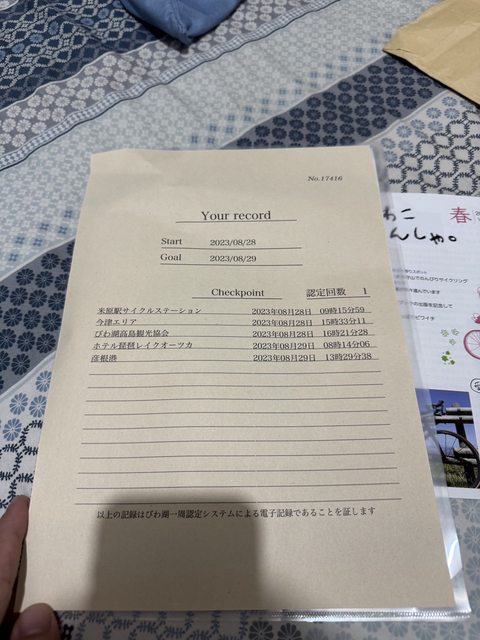 No.17416
Your record
Start 2023/08/28
Goal 2023/08/29
Checkpoint 認定回数 1
米原駅サイクルステーション 2023年08月28日 09時15分59
今津エリア 2023年08月28日 15時33分11
びわ湖高島観光協会 2023年08月28日 16時21分28
ホテル琵琶レイクオーツカ 2023年08月29日 08時14分06
彦根港 2023年08月29日 13時29分38
以上の記録はびわ湖一周認定システムによる電子記録であることを証します
わこ 春
んしゃ。